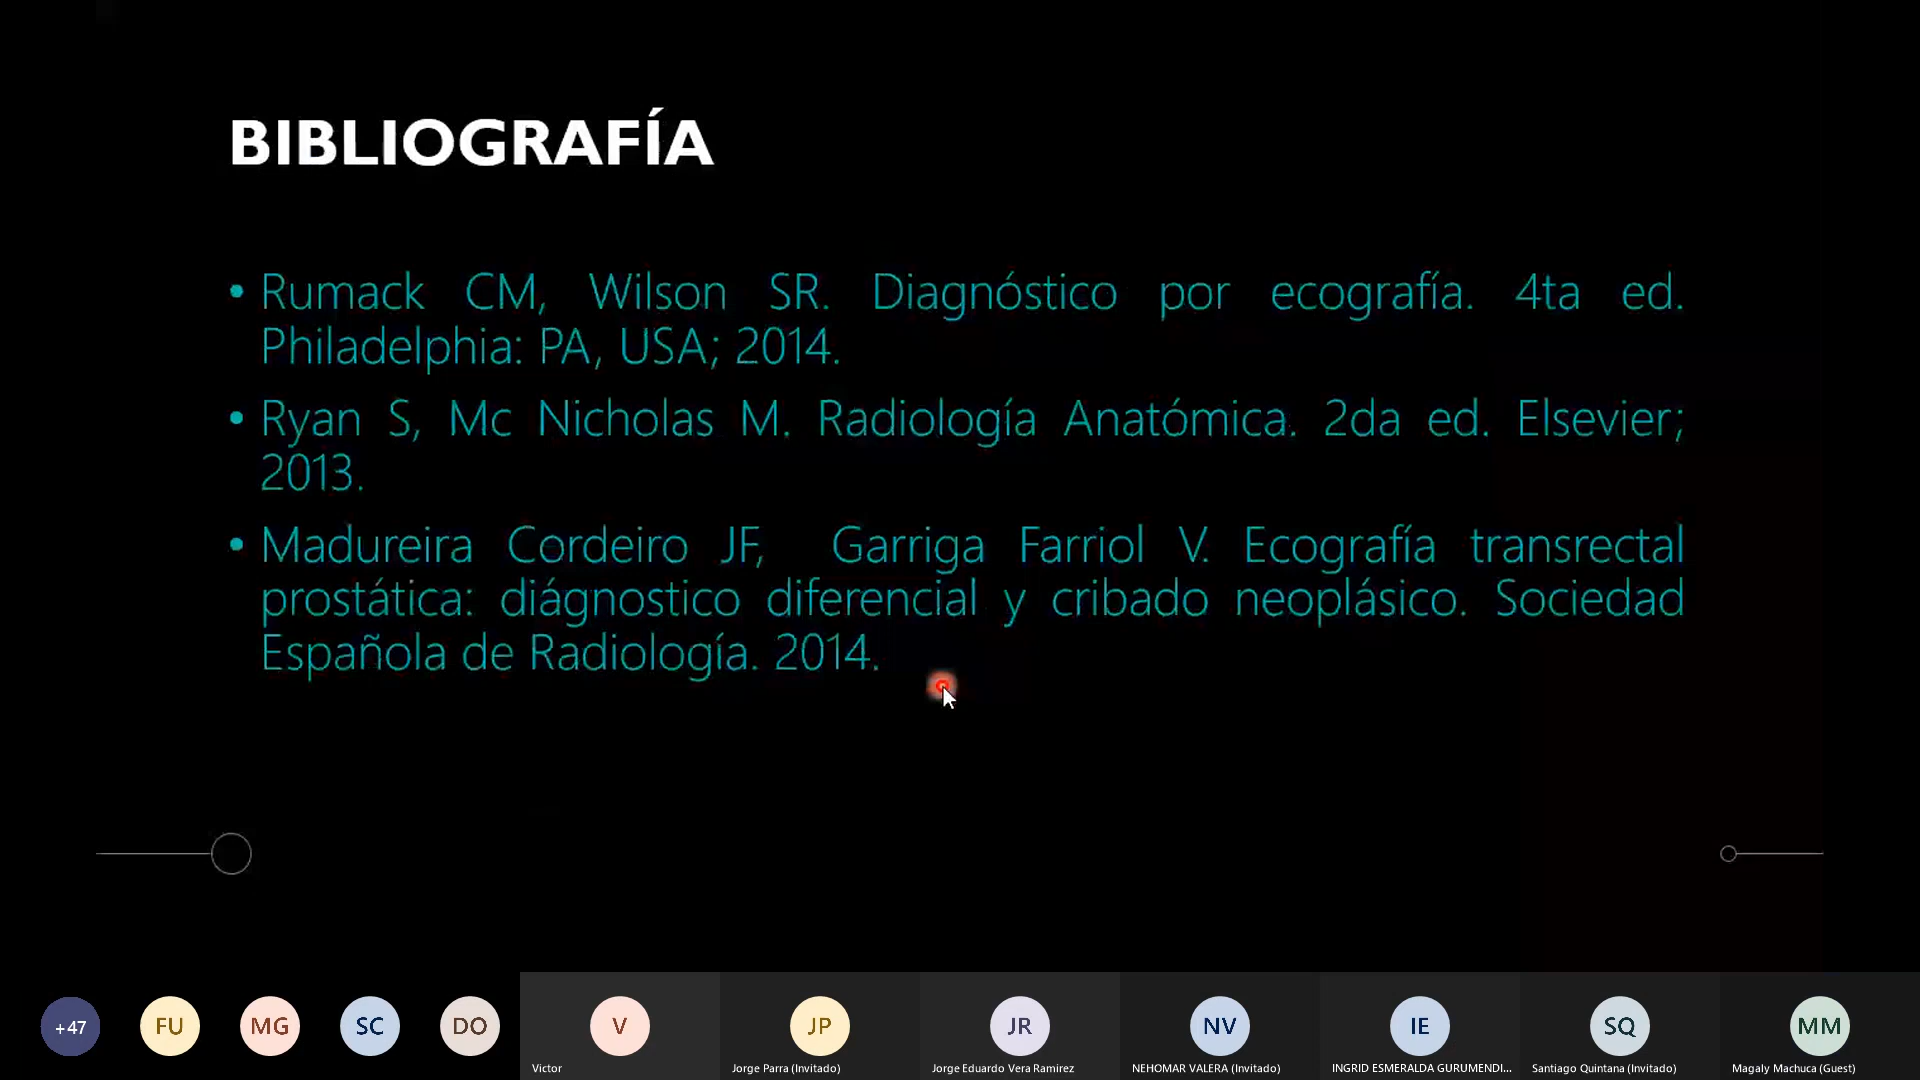 BIBLIOGRAFÍA
• Rumack CM, Wilson SR. Diagnóstico por ecografía. 4ta ed.
Philadelphia: PA, USA; 2014.
• Ryan S, Mc Nicholas M. Radiología Anatómica. 2da ed. Elsevier;
2013.
• Madureira Cordeiro JF, Garriga Farriol V. Ecografía transrectal
prostática: diágnostico diferencial y cribado neoplásico. Sociedad
Española de Radiología. 2014.
+47 FU MG SC DO V JP JR NV IE SQ MM
Victor Jorge Parra (Invitado) Jorge Eduardo Vera Ramirez NEHOMAR VALERA (Invitado) INGRID ESMERALDA GURUMENDI... Santiago Quintana (Invitado) Magaly Machuca (Guest)